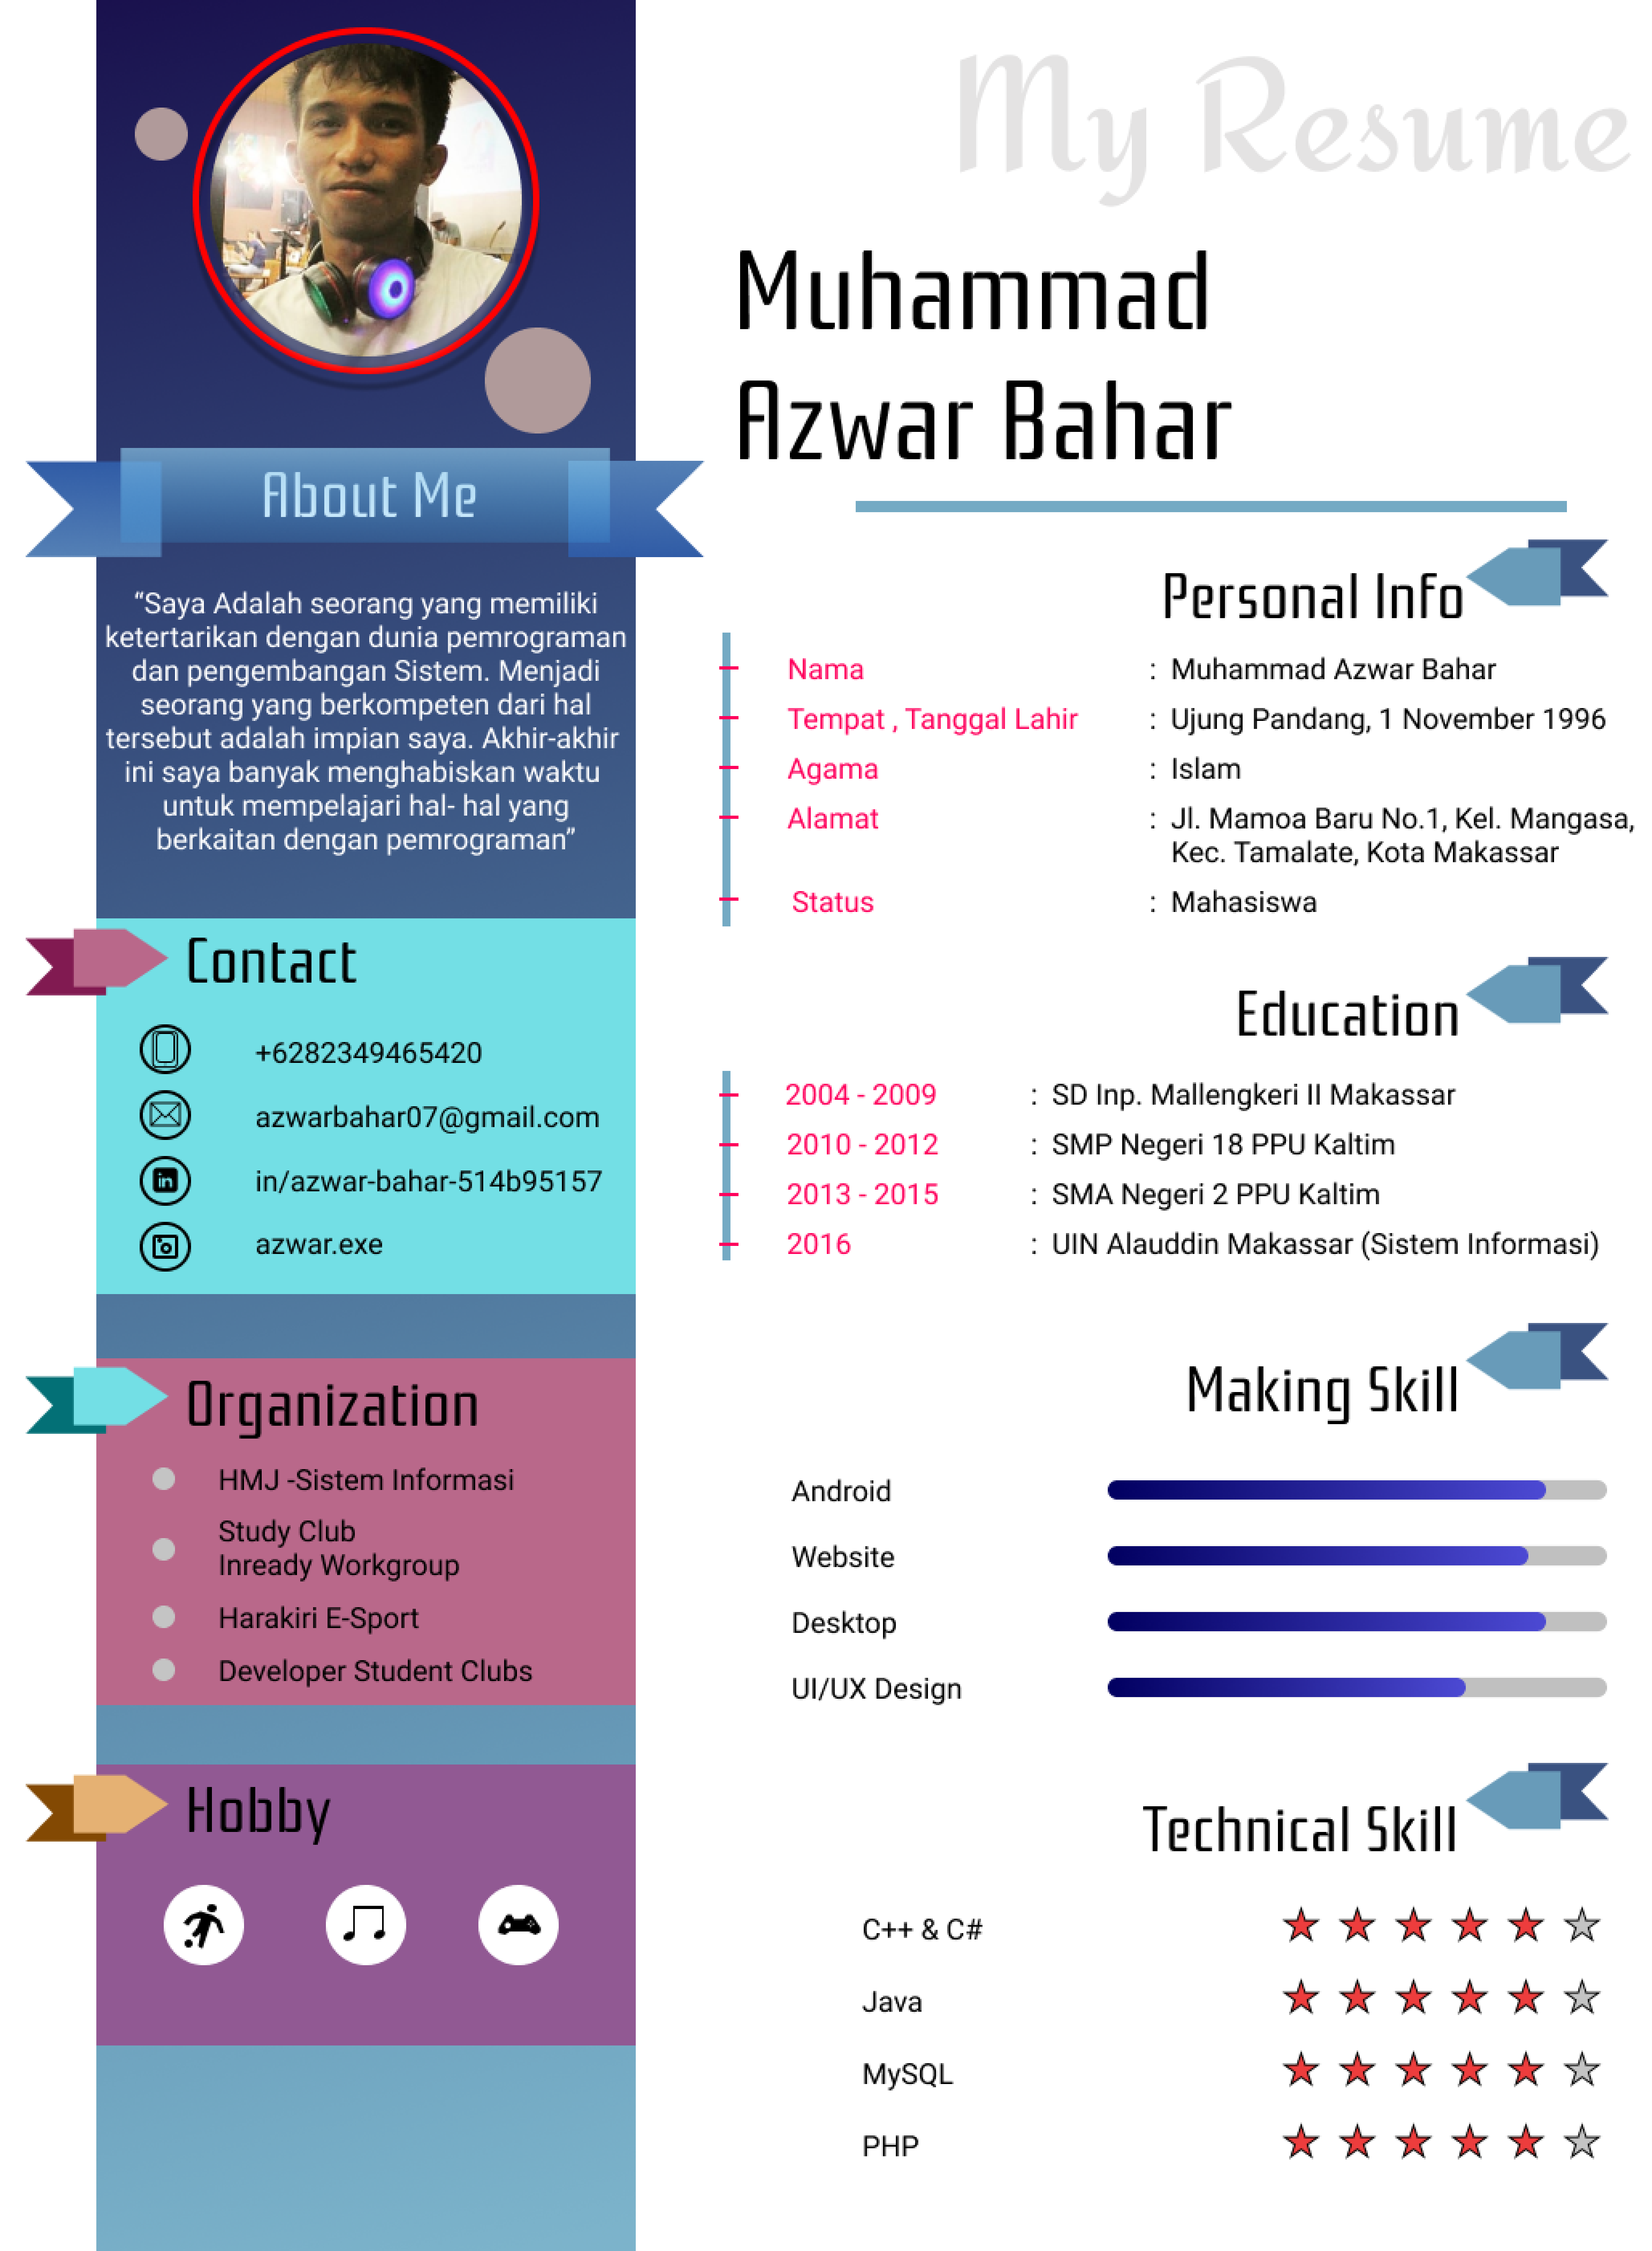 My Resume
Muhammad
Azwar Bahar
About Me
“Saya Adalah seorang yang memiliki
ketertarikan dengan dunia pemrograman
dan pengembangan Sistem. Menjadi
seorang yang berkompeten dari hal
tersebut adalah impian saya. Akhir-akhir
ini saya banyak menghabiskan waktu
untuk mempelajari hal- hal yang
berkaitan dengan pemrograman”
Contact
+6282349465420
azwarbahar07@gmail.com
in
in/azwar-bahar-514b95157
azwar.exe
Organization
HMJ -Sistem Informasi
Study Club
Inready Workgroup
Harakiri E-Sport
Developer Student Clubs
Hobby
Personal Info
Nama : Muhammad Azwar Bahar
Tempat , Tanggal Lahir : Ujung Pandang, 1 November 1996
Agama : Islam
Alamat : Jl. Mamoa Baru No.1, Kel. Mangasa,
Kec. Tamalate, Kota Makassar
Status : Mahasiswa
Education
2004 - 2009 : SD Inp. Mallengkeri II Makassar
2010 - 2012 : SMP Negeri 18 PPU Kaltim
2013 - 2015 : SMA Negeri 2 PPU Kaltim
2016 : UIN Alauddin Makassar (Sistem Informasi)
Making Skill
Android
Website
Desktop
UI/UX Design
Technical Skill
C++ & C#
Java
MySQL
PHP